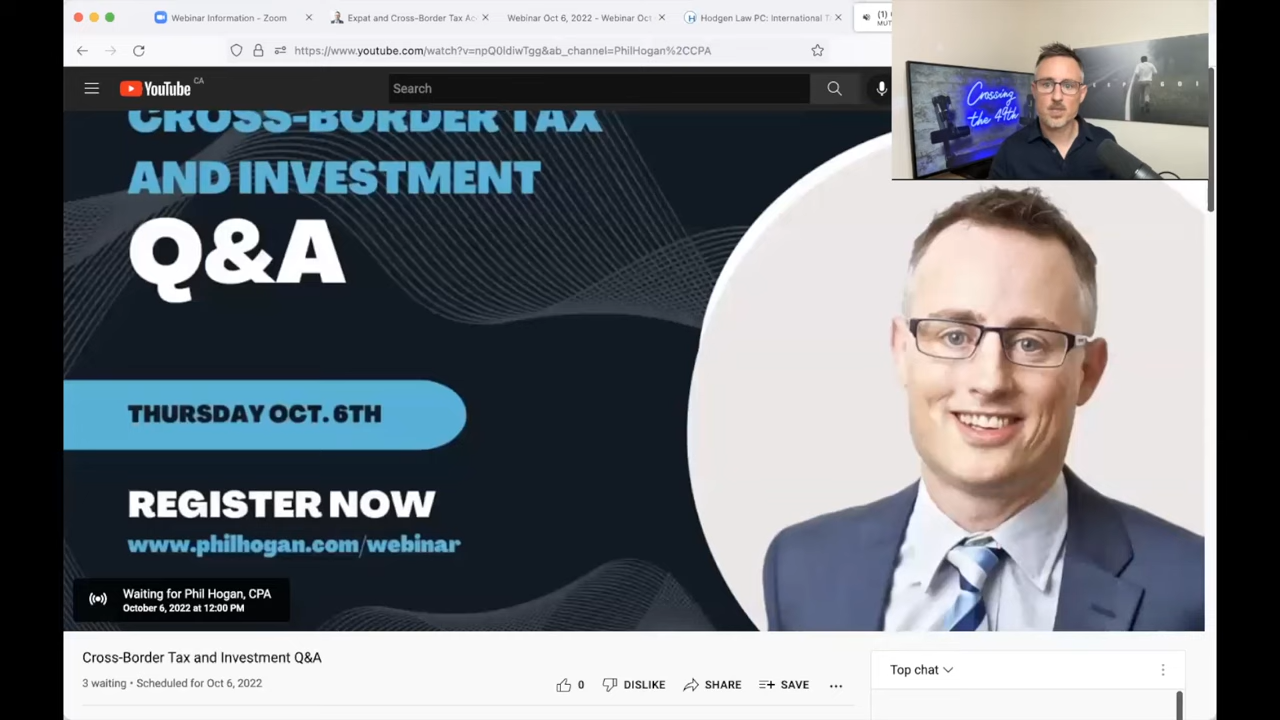 Webinar Information - Zoom
Expat and Cross-Border Tax Ac
Webinar Oct 6, 2022 - Webinar Oct
Hodgen Law PC: International T
(1)
MUT
https://www.youtube.com/watch?v=npQ0IdiwTgg&ab_channel=PhilHogan%2CCPA
YouTube CA
Search
Crossing
the 49th
CROSS-BORDER TAX
AND INVESTMENT
Q&A
THURSDAY OCT. 6TH
REGISTER NOW
www.philhogan.com/webinar
Waiting for Phil Hogan, CPA
October 6, 2022 at 12:00 PM
Cross-Border Tax and Investment Q&A
3 waiting • Scheduled for Oct 6, 2022
0
DISLIKE
SHARE
SAVE
Top chat